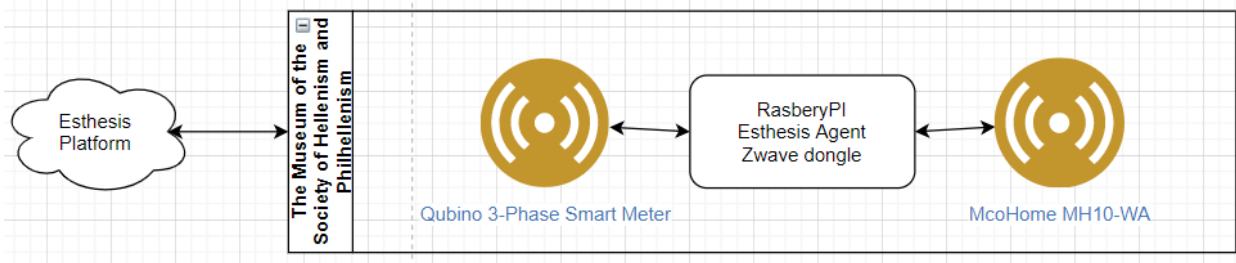 Esthesis
Platform
The Museum of the
Society of Hellenism and
Philhellenism
Qubino 3-Phase Smart Meter
RasberyPI
Esthesis Agent
Zwave dongle
McoHome MH10-WA